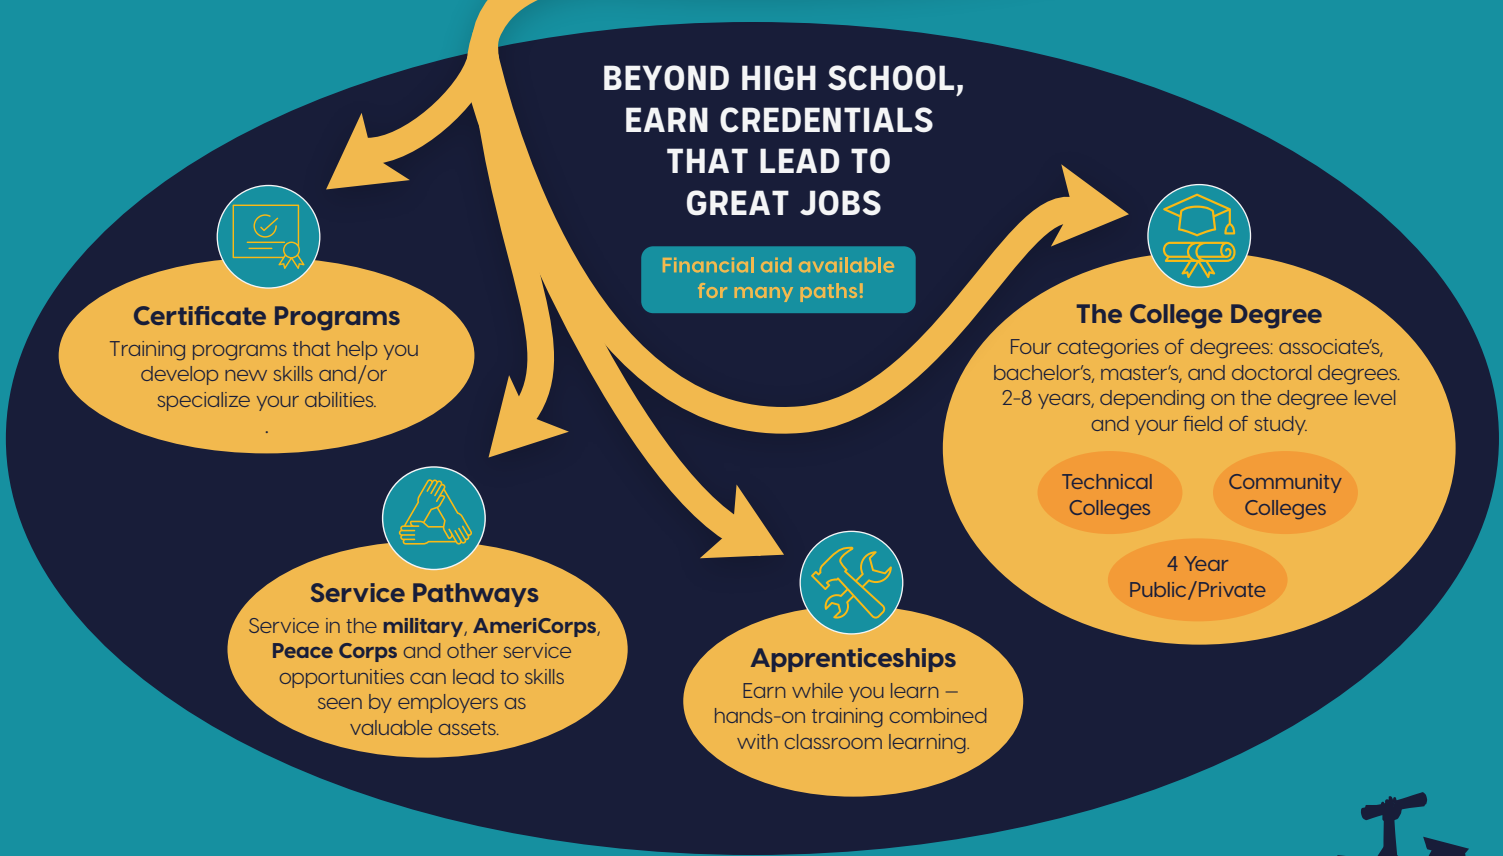 BEYOND HIGH SCHOOL,
EARN CREDENTIALS
THAT LEAD TO
GREAT JOBS
Financial aid available
for many paths!
Certificate Programs
Training programs that help you
develop new skills and/or
specialize your abilities.
.
Service Pathways
Service in the military, AmeriCorps,
Peace Corps and other service
opportunities can lead to skills
seen by employers as
valuable assets.
Apprenticeships
Earn while you learn –
hands-on training combined
with classroom learning.
The College Degree
Four categories of degrees: associate's,
bachelor's, master's, and doctoral degrees.
2-8 years, depending on the degree level
and your field of study.
Technical
Colleges
Community
Colleges
4 Year
Public/Private